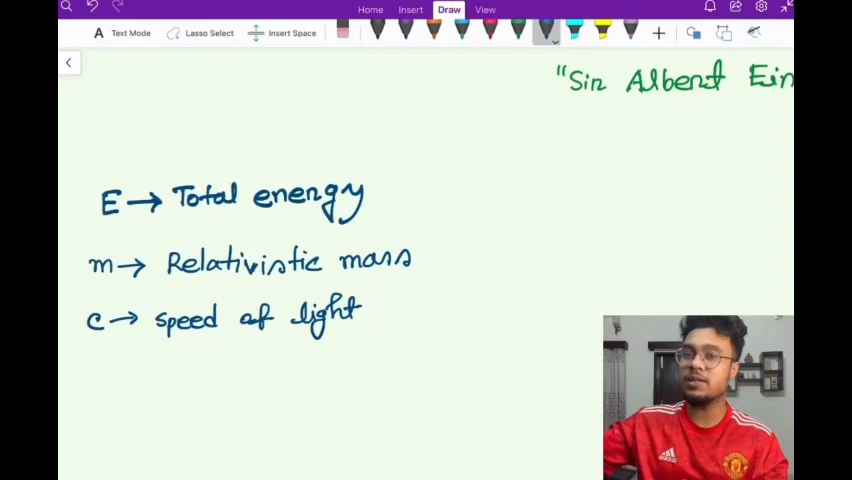 Home Insert Draw View
Text Mode Lasso Select Insert Space
"Sir Albert Ein
E → Total energy
m → Relativistic mass
c → speed of light